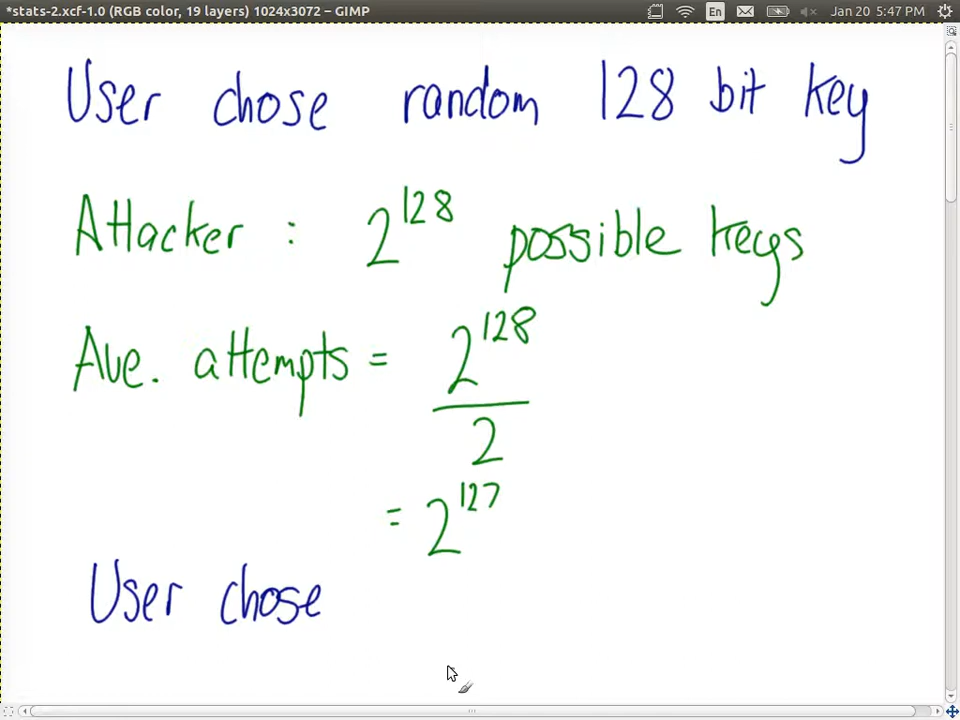 *stats-2.xcf-1.0 (RGB color, 19 layers) 1024x3072 – GIMP En Jan 20 5:47 PM
User chose random 128 bit key
Attacker : 2^128 possible keys
Ave. attempts = 2^128
2
= 2^127
User chose